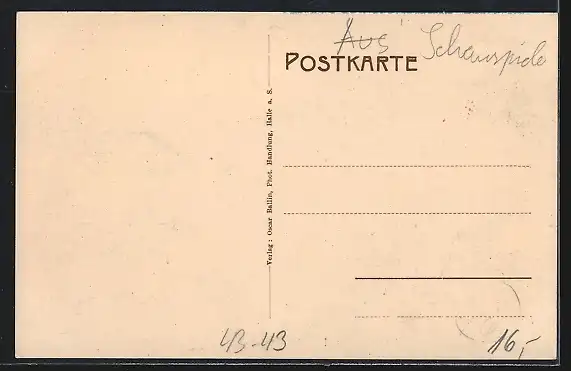 Aus Schauspiele
POSTKARTE
Verlag: Oscar Ballin, Phot. Handlung, Halle a. S.
43-43
16,-